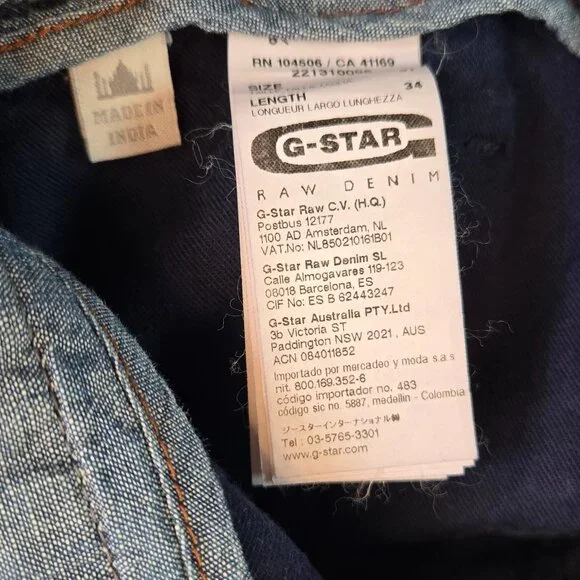 MADE IN
INDIA
RN 104506 / CA 41169
SIZE
LENGTH 34
LONGUEUR LARGO LUNGHEZZA
G-STAR
RAW DENIM
G-Star Raw C.V. (H.Q.)
Postbus 12177
1100 AD Amsterdam, NL
VAT.No: NL850210161B01
G-Star Raw Denim SL
Calle Almogavares 119-123
08018 Barcelona, ES
CIF No: ES B 62443247
G-Star Australia PTY.Ltd
3b Victoria ST
Paddington NSW 2021, AUS
ACN 084011852
Importado por mercadeo y moda s.a.s
nit. 800.169.352-6
código importador no. 483
código sic no. 5887, medellin - Colombia
ジースターインターナショナル㈱
Tel : 03-5765-3301
www.g-star.com